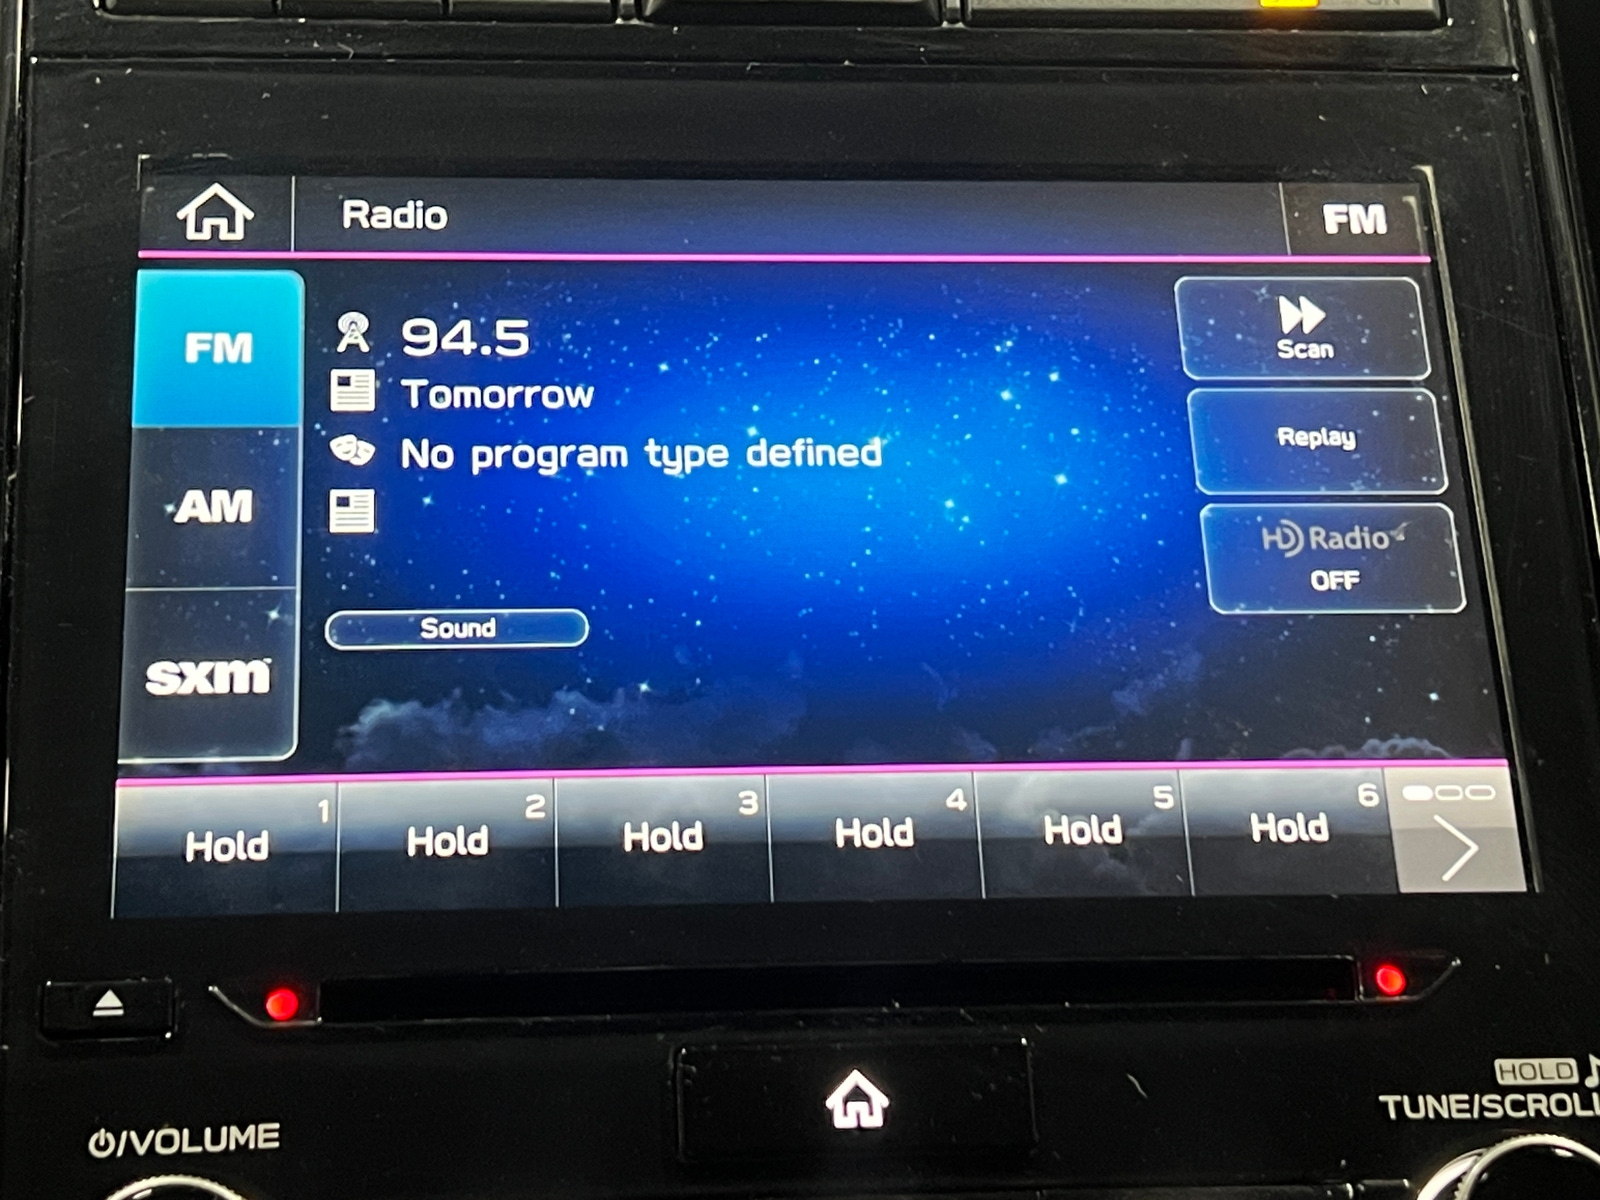 Radio
FM
FM
94.5
Scan
Tomorrow
Replay
No program type defined
AM
HD Radio
OFF
Sound
sxm
1
2
3
4
5
6
Hold
Hold
Hold
Hold
Hold
Hold
HOLD
TUNE/SCROLL
/VOLUME